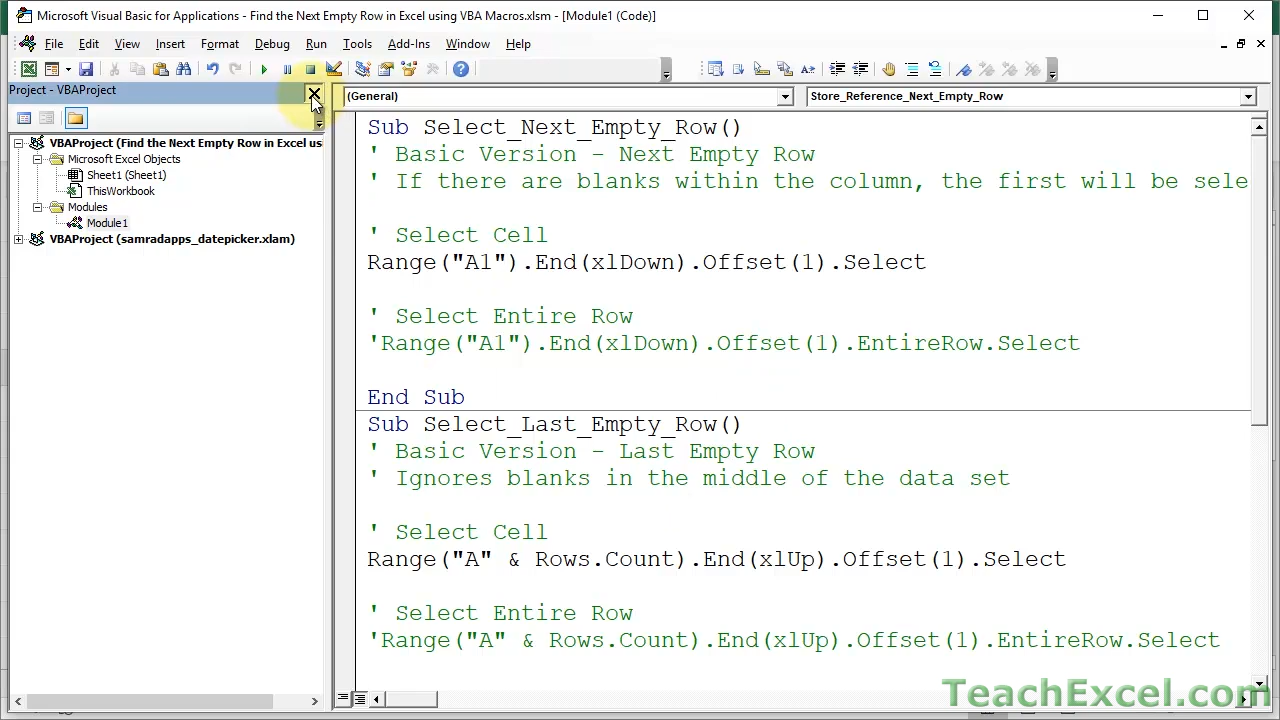 Microsoft Visual Basic for Applications - Find the Next Empty Row in Excel using VBA Macros.xlsm - [Module1 (Code)]
File Edit View Insert Format Debug Run Tools Add-Ins Window Help
Project - VBAProject
(General)
Store_Reference_Next_Empty_Row
VBAProject (Find the Next Empty Row in Excel usi
Microsoft Excel Objects
Sheet1 (Sheet1)
ThisWorkbook
Modules
Module1
VBAProject (samradapps_datepicker.xlam)
Sub Select_Next_Empty_Row()
' Basic Version - Next Empty Row
' If there are blanks within the column, the first will be sele
' Select Cell
Range("A1").End(xlDown).Offset(1).Select
' Select Entire Row
'Range("A1").End(xlDown).Offset(1).EntireRow.Select
End Sub
Sub Select_Last_Empty_Row()
' Basic Version - Last Empty Row
' Ignores blanks in the middle of the data set
' Select Cell
Range("A" & Rows.Count).End(xlUp).Offset(1).Select
' Select Entire Row
'Range("A" & Rows.Count).End(xlUp).Offset(1).EntireRow.Select
TeachExcel.com